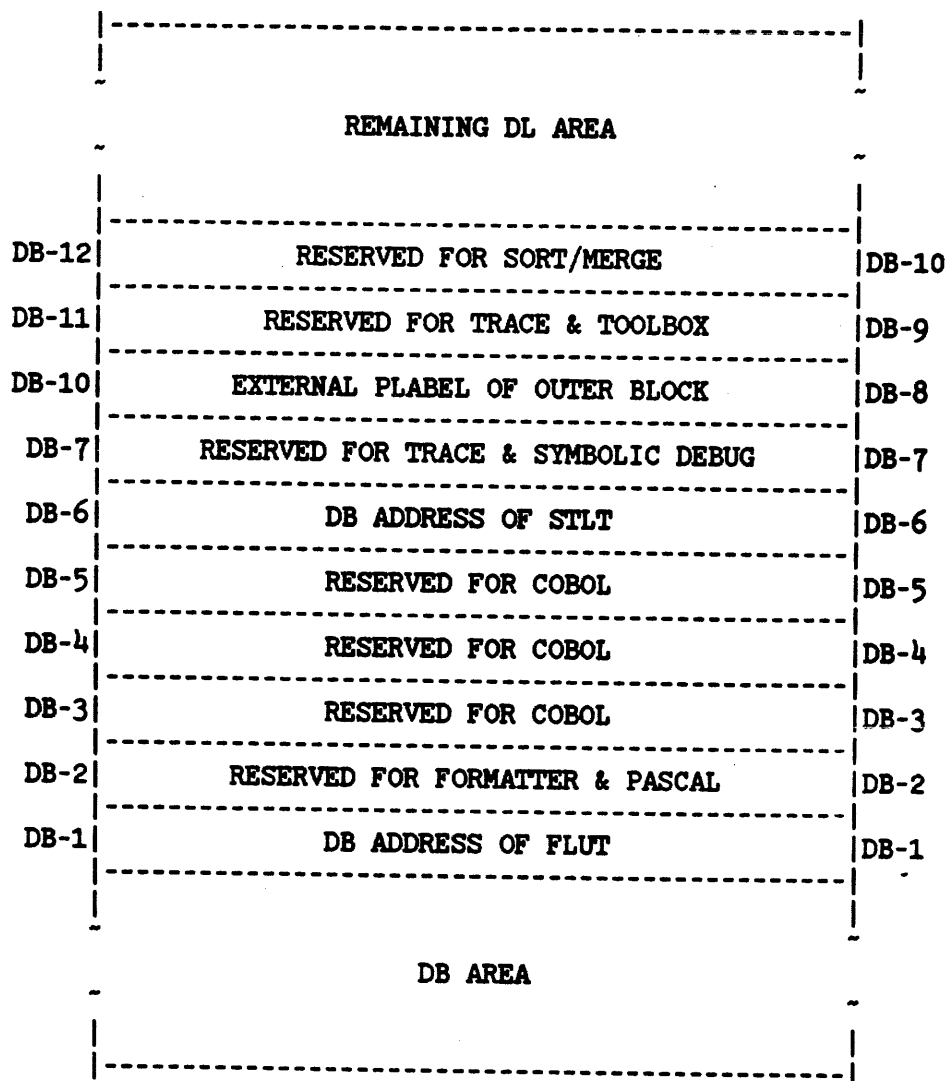 REMAINING DL AREA
DB-12 RESERVED FOR SORT/MERGE DB-10
DB-11 RESERVED FOR TRACE & TOOLBOX DB-9
DB-10 EXTERNAL PLABEL OF OUTER BLOCK DB-8
DB-7 RESERVED FOR TRACE & SYMBOLIC DEBUG DB-7
DB-6 DB ADDRESS OF STLT DB-6
DB-5 RESERVED FOR COBOL DB-5
DB-4 RESERVED FOR COBOL DB-4
DB-3 RESERVED FOR COBOL DB-3
DB-2 RESERVED FOR FORMATTER & PASCAL DB-2
DB-1 DB ADDRESS OF FLUT DB-1
DB AREA